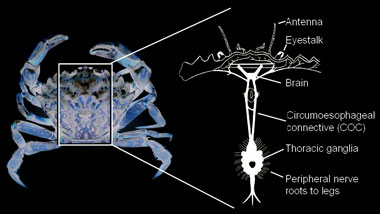 Antenna
Eyestalk
Brain
Circumoesophageal
connective (COC)
Thoracic ganglia
Peripheral nerve
roots to legs